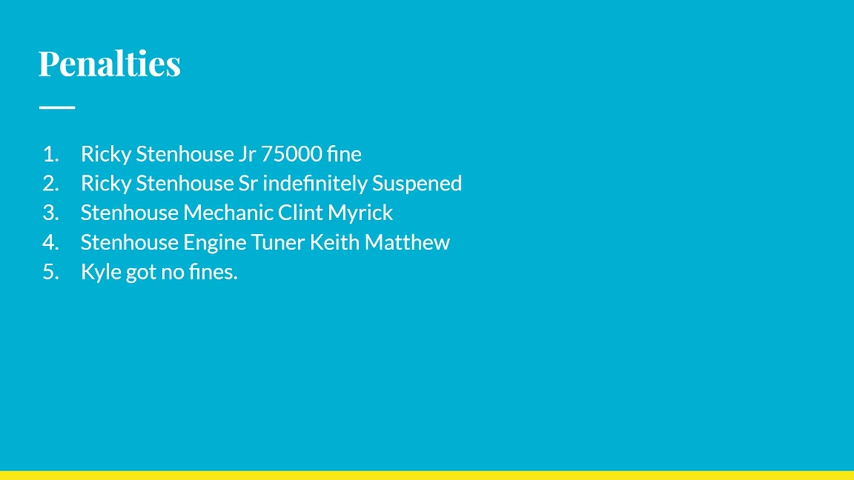 Penalties
1. Ricky Stenhouse Jr 75000 fine
2. Ricky Stenhouse Sr indefinitely Suspened
3. Stenhouse Mechanic Clint Myrick
4. Stenhouse Engine Tuner Keith Matthew
5. Kyle got no fines.